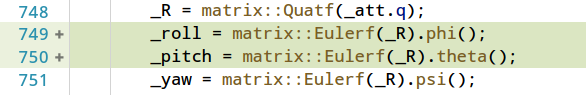 748 _R = matrix::Quatf(_att.q);
749 + _roll = matrix::Eulerf(_R).phi();
750 + _pitch = matrix::Eulerf(_R).theta();
751 _yaw = matrix::Eulerf(_R).psi();